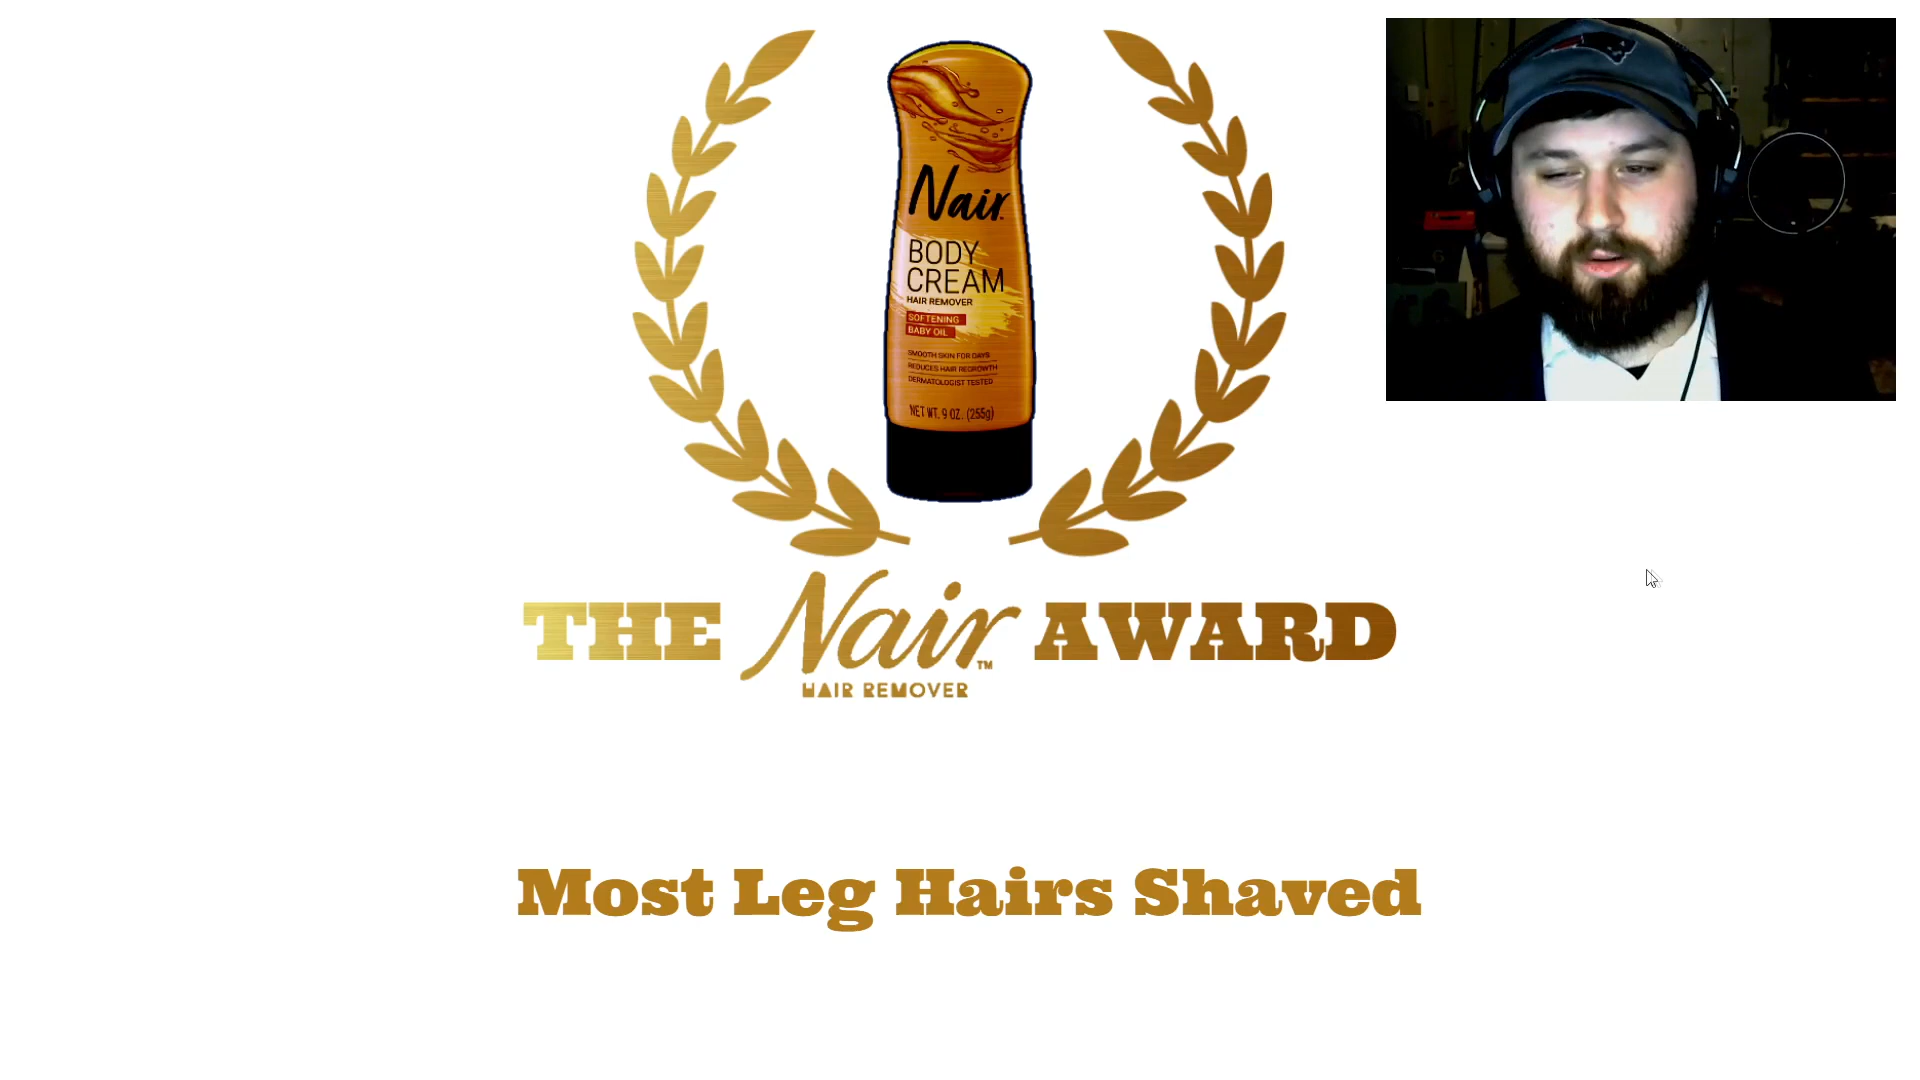 Nair
BODY
CREAM
HAIR REMOVER
SOFTENING
BABY OIL
SMOOTH SKIN FOR DAYS
REDUCES HAIR REGROWTH
DERMATOLOGIST TESTED
NET WT. 9 OZ. (255g)
THE Nair™ AWARD
HAIR REMOVER
Most Leg Hairs Shaved